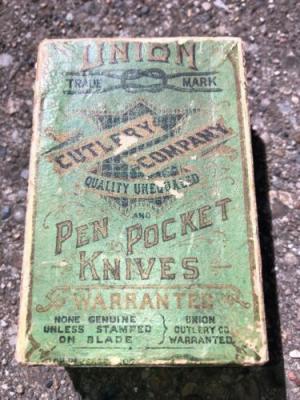 UNION
TRADE MARK
CUTLERY
COMPANY
QUALITY UNEQUALED
AND
PEN POCKET
KNIVES
WARRANTED
NONE GENUINE UNION
UNLESS STAMPED CUTLERY CO.
ON BLADE WARRANTED.